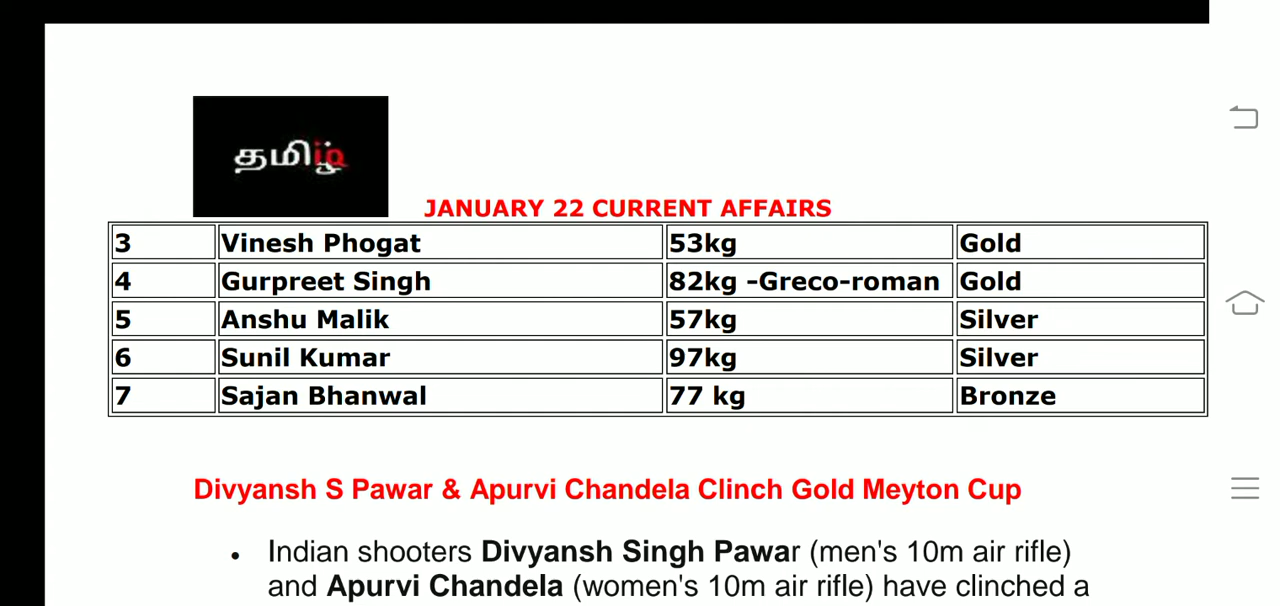 தமிழ்
JANUARY 22 CURRENT AFFAIRS
3 Vinesh Phogat 53kg Gold
4 Gurpreet Singh 82kg -Greco-roman Gold
5 Anshu Malik 57kg Silver
6 Sunil Kumar 97kg Silver
7 Sajan Bhanwal 77 kg Bronze
Divyansh S Pawar & Apurvi Chandela Clinch Gold Meyton Cup
• Indian shooters Divyansh Singh Pawar (men's 10m air rifle)
and Apurvi Chandela (women's 10m air rifle) have clinched a